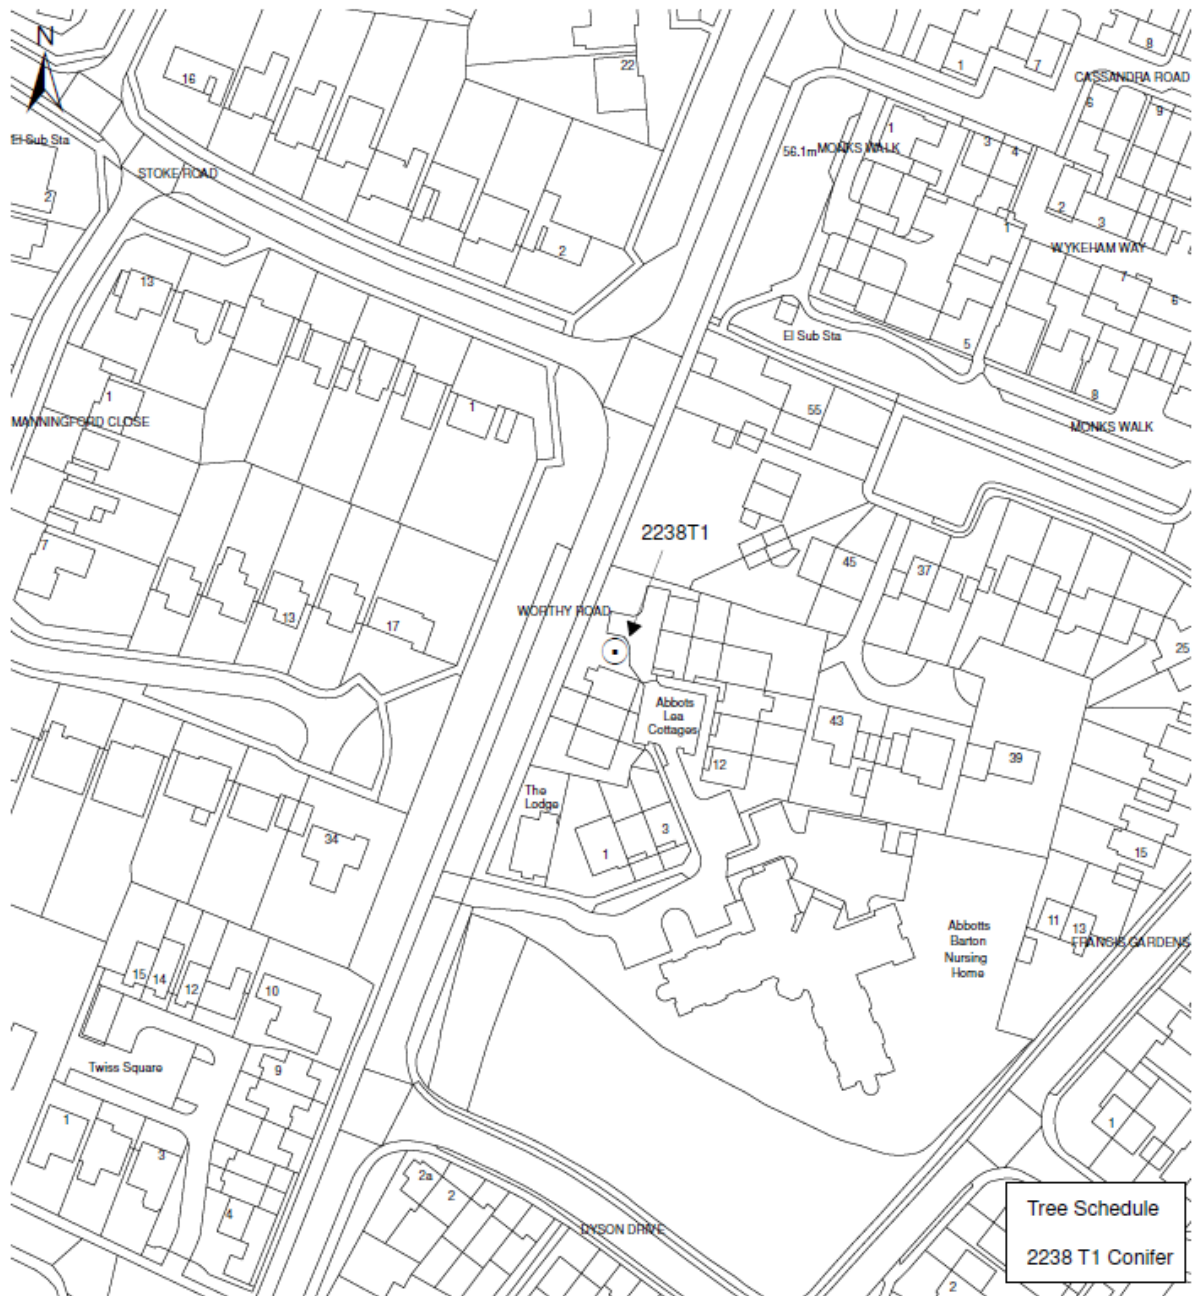 N
16
22
8
1
7
CASSANDRA ROAD
6
9
El Sub Sta
STOKE ROAD
2
56.1m
MONKS WALK
1
3
4
2
3
1
WYKEHAM WAY
2
13
7
6
El Sub Sta
5
8
MONKS WALK
1
MANNINGFORD CLOSE
1
55
7
2238T1
45
37
13
17
WORTHY ROAD
25
Abbots
Lea
Cottages
43
39
12
The
Lodge
34
1
3
15
11
13
FRANSIS GARDENS
Abbotts
Barton
Nursing
Home
15
14
12
10
Twiss Square
9
1
3
4
2a
2
DYSON DRIVE
1
2
Tree Schedule
2238 T1 Conifer